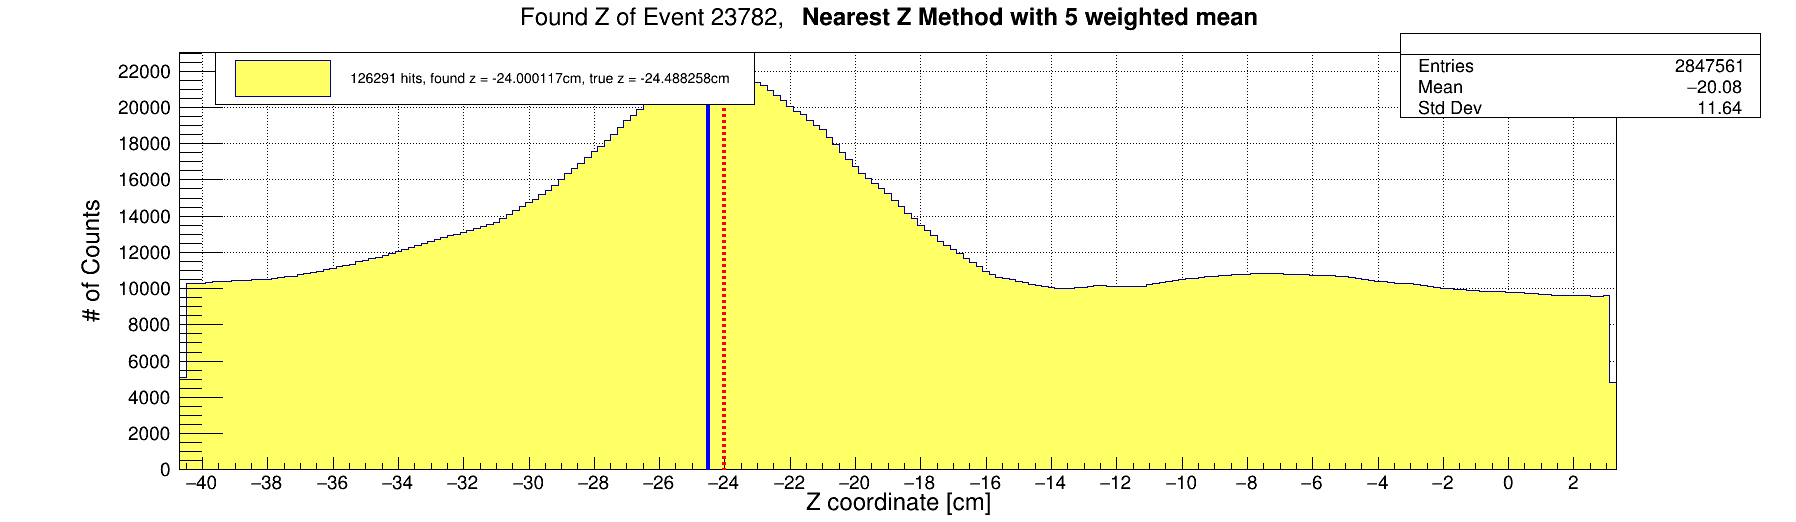 Found Z of Event 23782, Nearest Z Method with 5 weighted mean
126291 hits, found z = -24.000117cm, true z = -24.488258cm
Entries 2847561
Mean −20.08
Std Dev 11.64
# of Counts
22000
20000
18000
16000
14000
12000
10000
8000
6000
4000
2000
0
−40 −38 −36 −34 −32 −30 −28 −26 −24 −22 −20 −18 −16 −14 −12 −10 −8 −6 −4 −2 0 2
Z coordinate [cm]